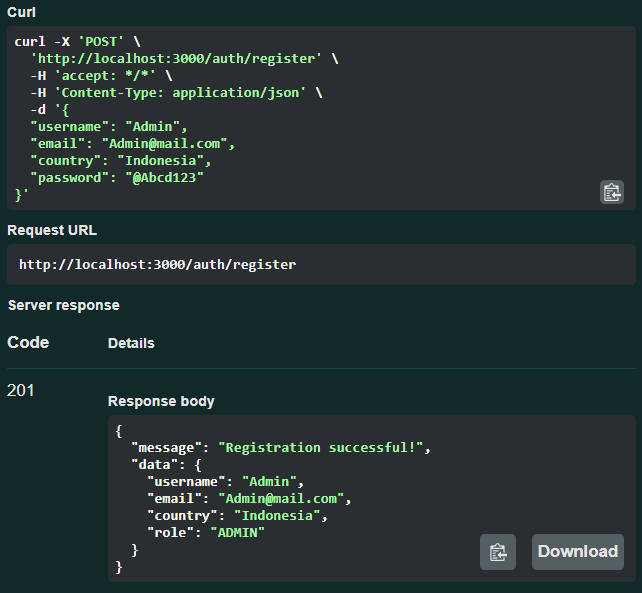 Curl
curl -X 'POST' \
  'http://localhost:3000/auth/register' \
  -H 'accept: */*' \
  -H 'Content-Type: application/json' \
  -d '{
  "username": "Admin",
  "email": "Admin@mail.com",
  "country": "Indonesia",
  "password": "@Abcd123"
}'
Request URL
http://localhost:3000/auth/register
Server response
Code Details
201
Response body
{
  "message": "Registration successful!",
  "data": {
    "username": "Admin",
    "email": "Admin@mail.com",
    "country": "Indonesia",
    "role": "ADMIN"
  }
}
Download